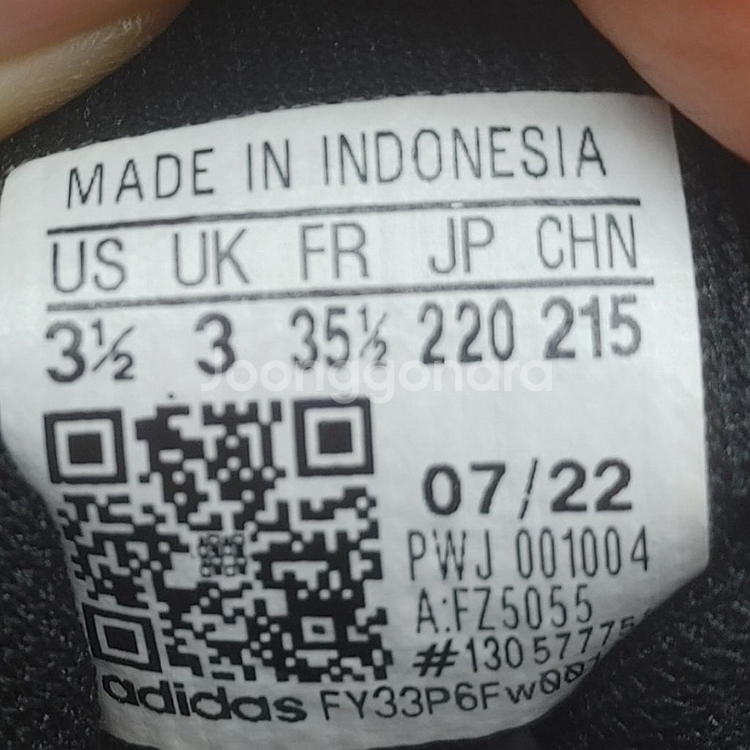 MADE IN INDONESIA
US UK FR JP CHN
3½ 3 35½ 220 215
Joonggonara
07/22
PWJ 001004
A:FZ5055
adidas